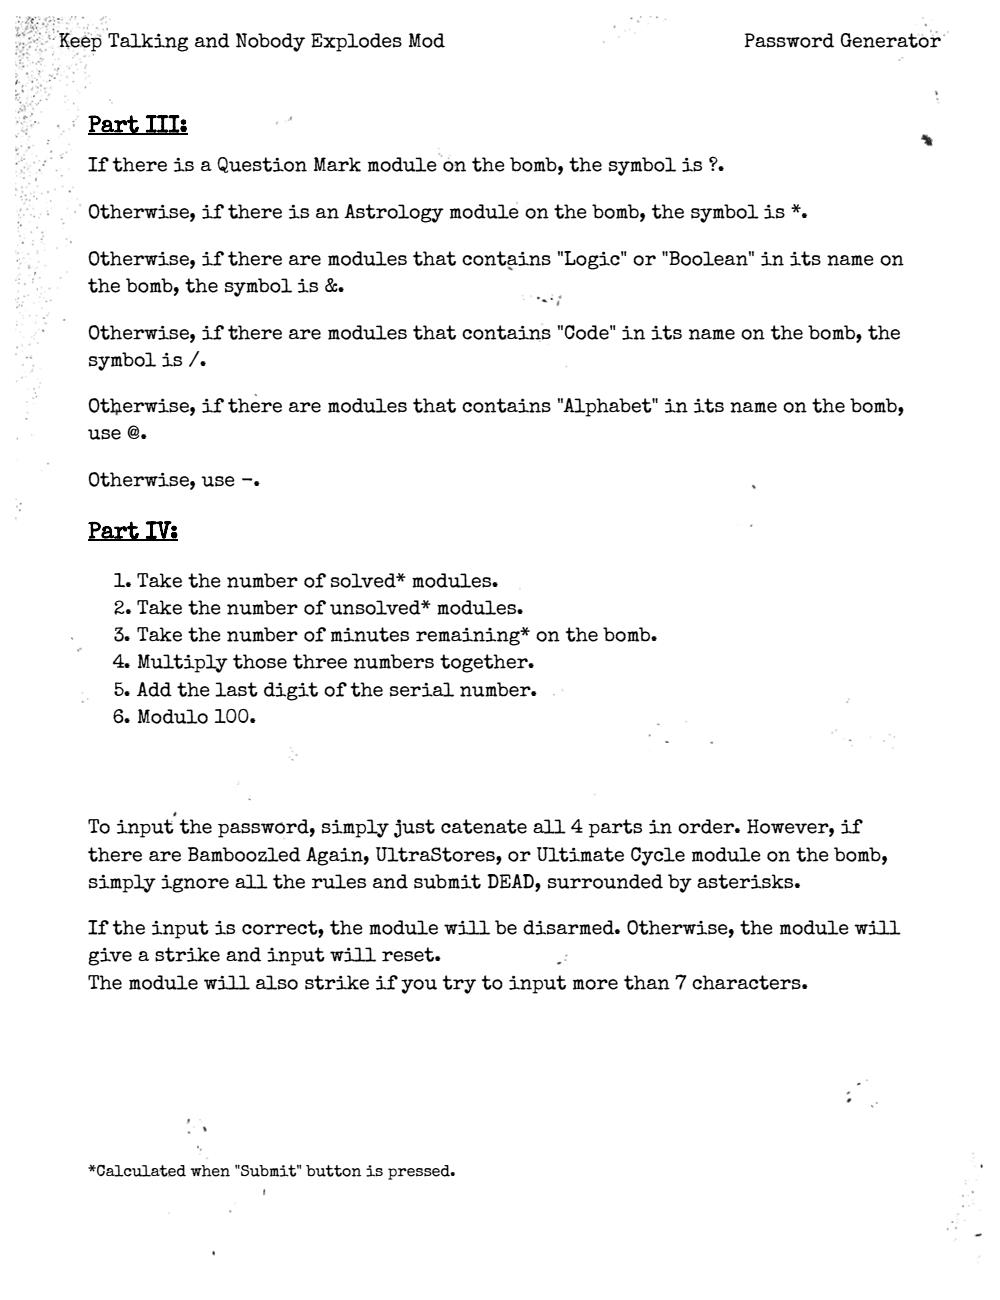 Keep Talking and Nobody Explodes Mod
Password Generator
Part III:
If there is a Question Mark module on the bomb, the symbol is ?.
Otherwise, if there is an Astrology module on the bomb, the symbol is *.
Otherwise, if there are modules that contains "Logic" or "Boolean" in its name on
the bomb, the symbol is &.
Otherwise, if there are modules that contains "Code" in its name on the bomb, the
symbol is /.
Otherwise, if there are modules that contains "Alphabet" in its name on the bomb,
use @.
Otherwise, use -.
Part IV:
1. Take the number of solved* modules.
2. Take the number of unsolved* modules.
3. Take the number of minutes remaining* on the bomb.
4. Multiply those three numbers together.
5. Add the last digit of the serial number.
6. Modulo 100.
To input the password, simply just catenate all 4 parts in order. However, if
there are Bamboozled Again, UltraStores, or Ultimate Cycle module on the bomb,
simply ignore all the rules and submit DEAD, surrounded by asterisks.
If the input is correct, the module will be disarmed. Otherwise, the module will
give a strike and input will reset.
The module will also strike if you try to input more than 7 characters.
*Calculated when "Submit" button is pressed.